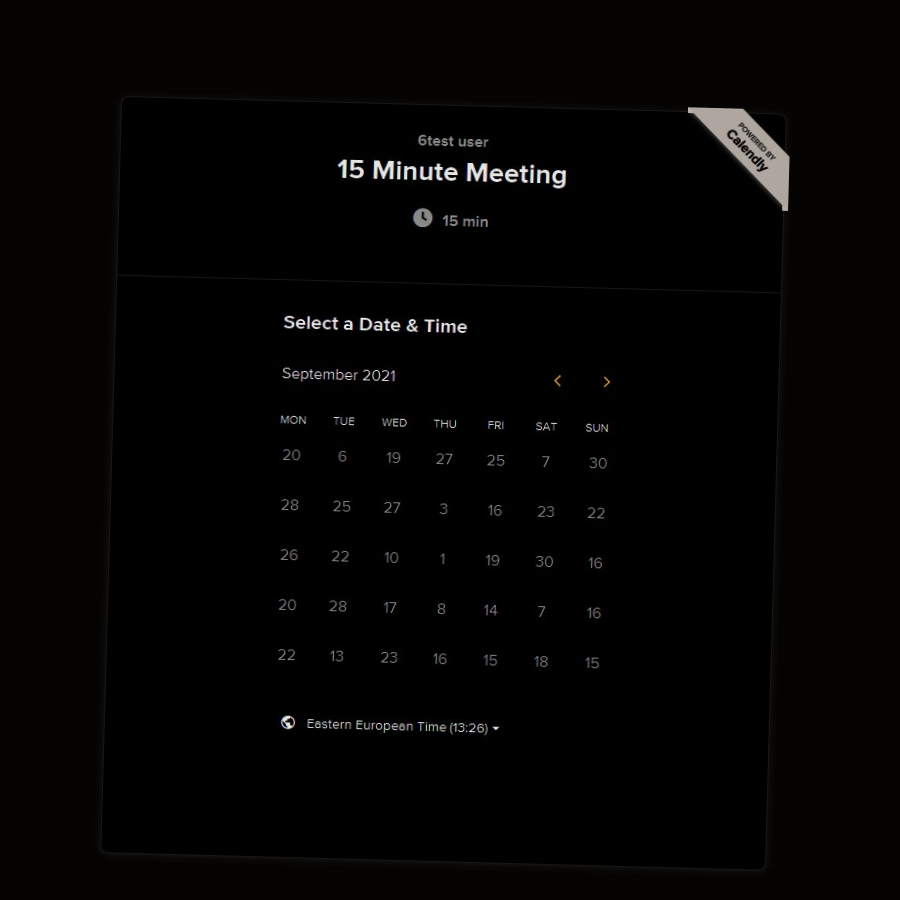 POWERED BY
Calendly
6test user
15 Minute Meeting
15 min
Select a Date & Time
September 2021
MON TUE WED THU FRI SAT SUN
20 6 19 27 25 7 30
28 25 27 3 16 23 22
26 22 10 1 19 30 16
20 28 17 8 14 7 16
22 13 23 16 15 18 15
Eastern European Time (13:26)